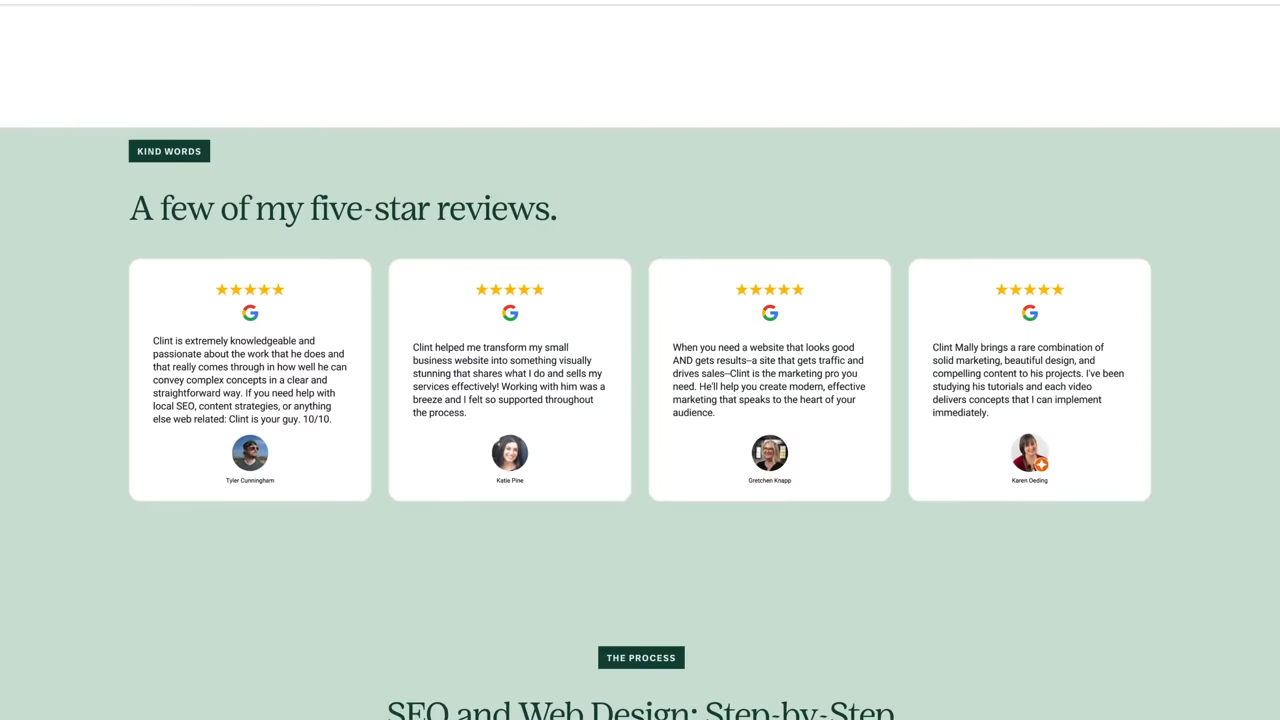 KIND WORDS
A few of my five-star reviews.
Clint is extremely knowledgeable and
passionate about the work that he does and
that really comes through in how well he can
convey complex concepts in a clear and
straightforward way. If you need help with
local SEO, content strategies, or anything
else web related: Clint is your guy. 10/10.
Tyler Cunningham
Clint helped me transform my small
business website into something visually
stunning that shares what I do and sells my
services effectively! Working with him was a
breeze and I felt so supported throughout
the process.
Katie Pine
When you need a website that looks good
AND gets results--a site that gets traffic and
drives sales--Clint is the marketing pro you
need. He'll help you create modern, effective
marketing that speaks to the heart of your
audience.
Gretchen Knapp
Clint Mally brings a rare combination of
solid marketing, beautiful design, and
compelling content to his projects. I've been
studying his tutorials and each video
delivers concepts that I can implement
immediately.
Karen Oeding
THE PROCESS
SEO and Web Design: Step-by-Step